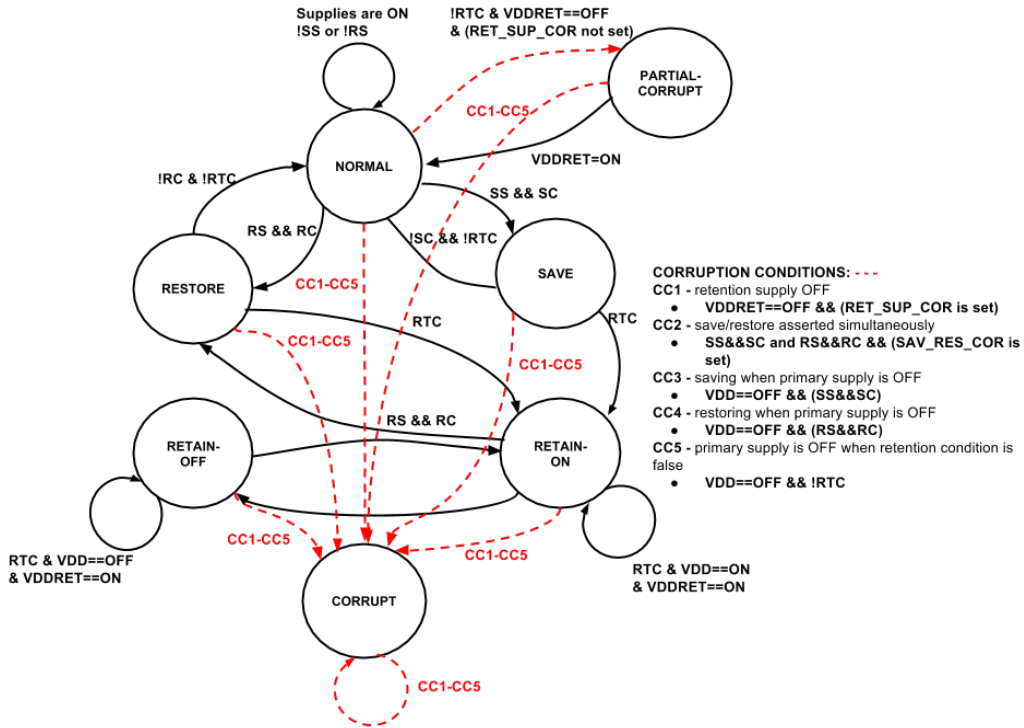 Supplies are ON
!SS or !RS
!RTC & VDDRET==OFF
& (RET_SUP_COR not set)
PARTIAL-
CORRUPT
CC1-CC5
VDDRET=ON
NORMAL
!RC & !RTC
SS && SC
RS && RC
!SC && !RTC
RESTORE
SAVE
CC1-CC5
RTC
RTC
CC1-CC5
CC1-CC5
RS && RC
RETAIN-
OFF
RETAIN-
ON
CC1-CC5
CC1-CC5
RTC & VDD==OFF
& VDDRET==ON
RTC & VDD==ON
& VDDRET==ON
CORRUPT
CC1-CC5
CORRUPTION CONDITIONS: - - -
CC1 - retention supply OFF
● VDDRET==OFF && (RET_SUP_COR is set)
CC2 - save/restore asserted simultaneously
● SS&&SC and RS&&RC && (SAV_RES_COR is
set)
CC3 - saving when primary supply is OFF
● VDD==OFF && (SS&&SC)
CC4 - restoring when primary supply is OFF
● VDD==OFF && (RS&&RC)
CC5 - primary supply is OFF when retention condition is
false
● VDD==OFF && !RTC